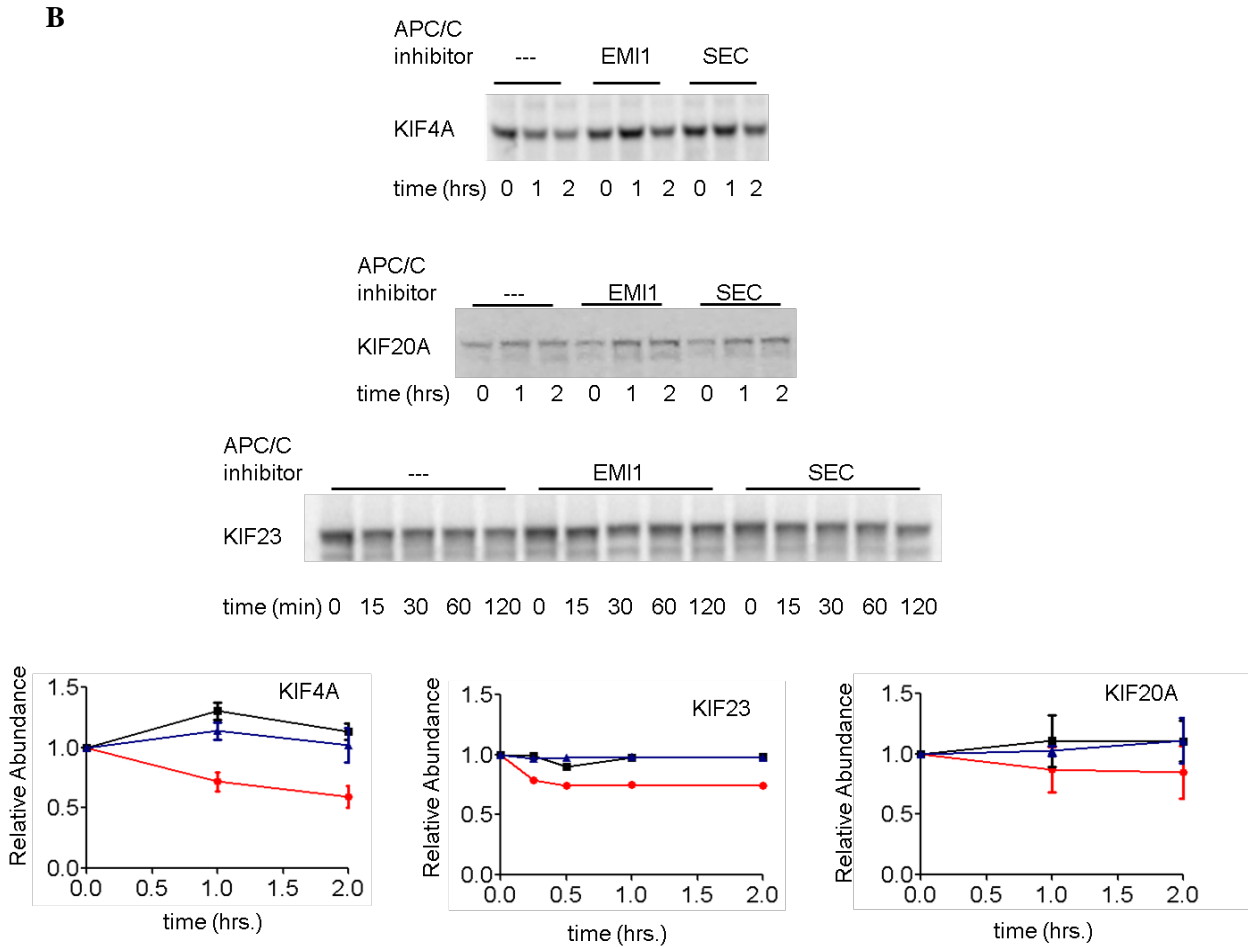 B
APC/C
inhibitor --- EMI1 SEC
KIF4A
time (hrs) 0 1 2 0 1 2 0 1 2
APC/C
inhibitor --- EMI1 SEC
KIF20A
time (hrs) 0 1 2 0 1 2 0 1 2
APC/C
inhibitor --- EMI1 SEC
KIF23
time (min) 0 15 30 60 120 0 15 30 60 120 0 15 30 60 120
Relative Abundance
KIF4A
1.5
1.0
0.5
0.0
0.0 0.5 1.0 1.5 2.0
time (hrs.)
Relative Abundance
KIF23
1.5
1.0
0.5
0.0
0.0 0.5 1.0 1.5 2.0
time (hrs.)
Relative Abundance
KIF20A
1.5
1.0
0.5
0.0
0.0 0.5 1.0 1.5 2.0
time (hrs.)